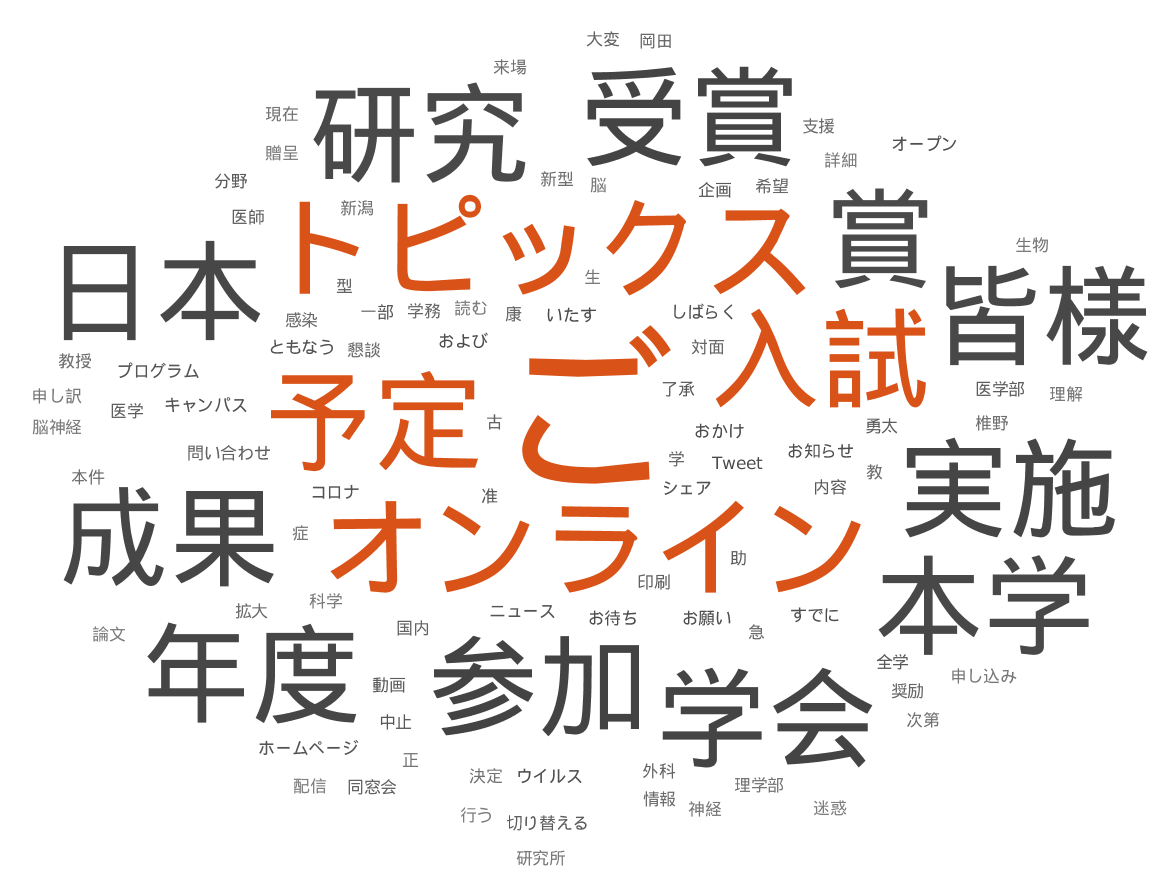 大変 岡田
来場
研究 受賞
現在
支援
オープン
贈呈
詳細
分野
新型 脳
企画 希望
医師
新潟
トピックス
賞
日本
生物
皆様
型
生
感染
一部 学務 読む 康 いたす
しばらく
入試
ともなう 懇談
および
ご
対面
教授
プログラム
申し訳
医学 キャンパス
予定
了承
医学部 理解
脳神経
古
おかけ
勇太
椎野
問い合わせ
学 Tweet
お知らせ
実施
本件
コロナ
准
シェア
内容
教
成果
症
オンライン
助
印刷
本学
拡大
科学
ニュース お待ち お願い すでに
論文
年度
国内
急
参加
学会
全学
申し込み
動画
奨励
中止
次第
ホームページ
正
配信 同窓会
決定 ウイルス
外科
理学部
行う 切り替える
情報 神経
迷惑
研究所